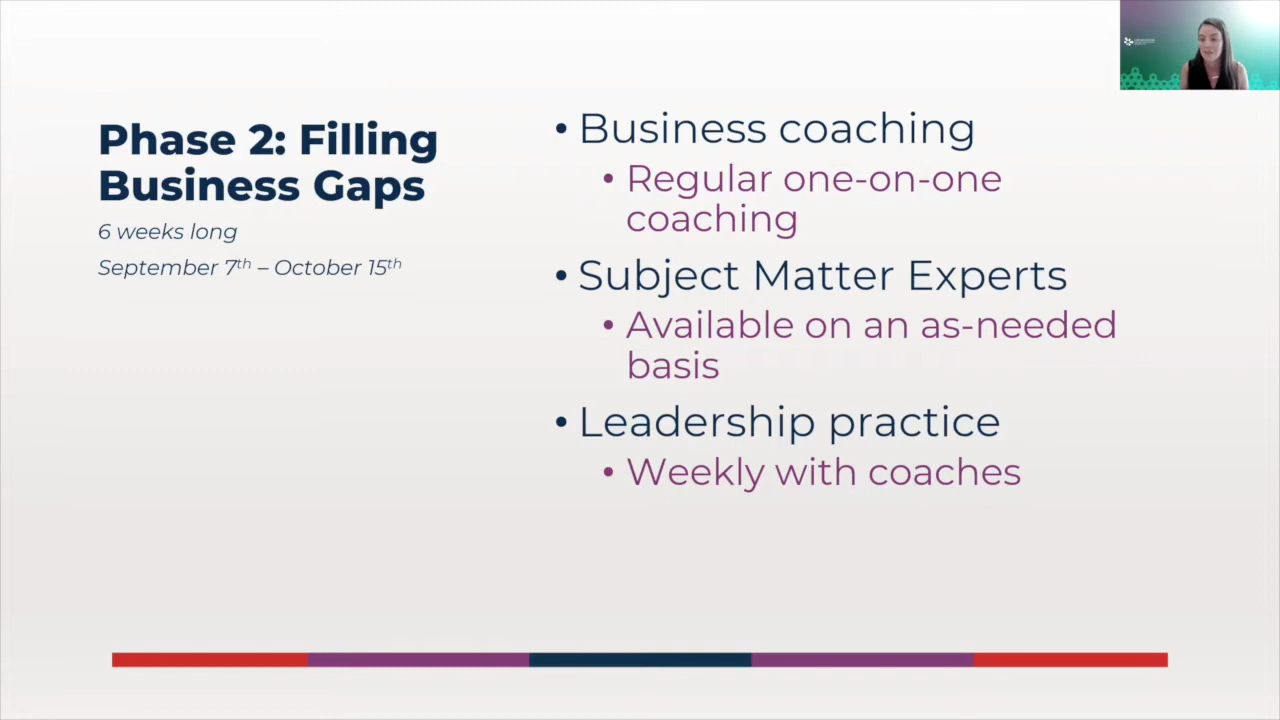 Phase 2: Filling
Business Gaps
6 weeks long
September 7th – October 15th
• Business coaching
• Regular one-on-one
coaching
• Subject Matter Experts
• Available on an as-needed
basis
• Leadership practice
• Weekly with coaches